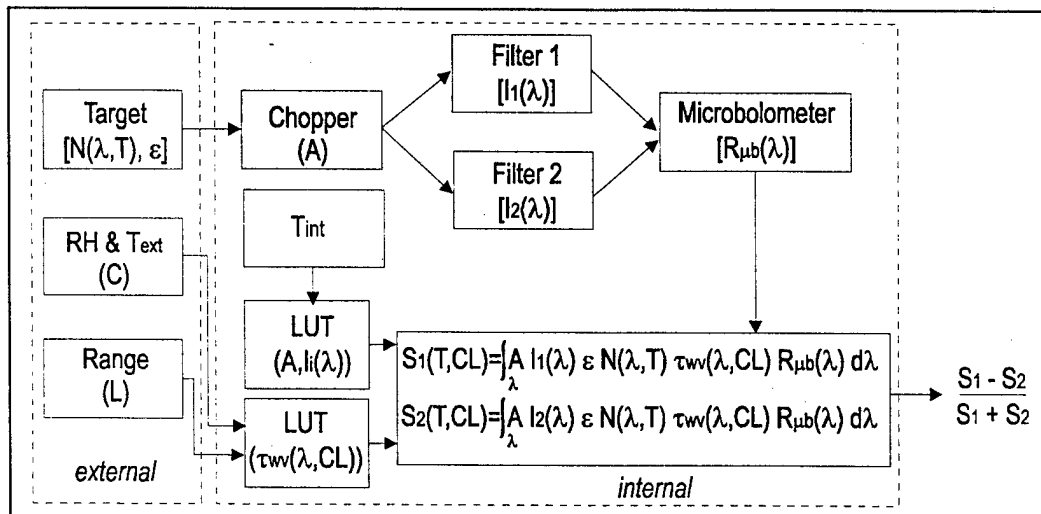 Target
[N(λ,T), ε]
Chopper
(A)
Filter 1
[I1(λ)]
Filter 2
[I2(λ)]
Microbolometer
[Rμb(λ)]
RH & Text
(C)
Tint
Range
(L)
LUT
(A,Ii(λ))
LUT
(τwv(λ,CL))
S1(T,CL)=∫λ A I1(λ) ε N(λ,T) τwv(λ,CL) Rμb(λ) dλ
S2(T,CL)=∫λ A I2(λ) ε N(λ,T) τwv(λ,CL) Rμb(λ) dλ
S1 - S2
S1 + S2
external
internal